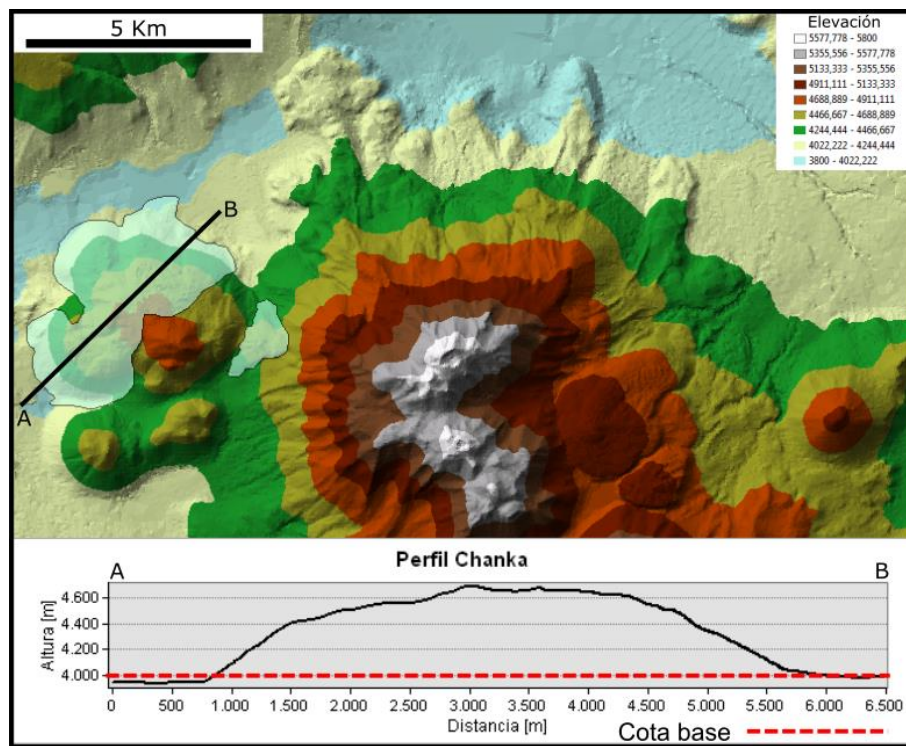 5 Km
Elevación
5577,778 - 5800
5355,556 - 5577,778
5133,333 - 5355,556
4911,111 - 5133,333
4688,889 - 4911,111
4466,667 - 4688,889
4244,444 - 4466,667
4022,222 - 4244,444
3800 - 4022,222
B
A
Perfil Chanka
A
B
Altura [m]
4.600
4.400
4.200
4.000
0 500 1.000 1.500 2.000 2.500 3.000 3.500 4.000 4.500 5.000 5.500 6.000 6.500
Distancia [m]
Cota base